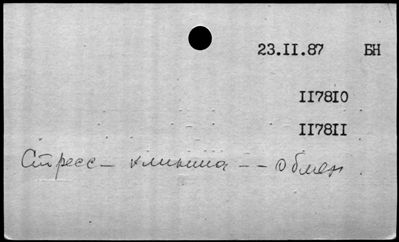 23.II.87 БН
II78I0
II78II
Стресс – клиника – – обмен.